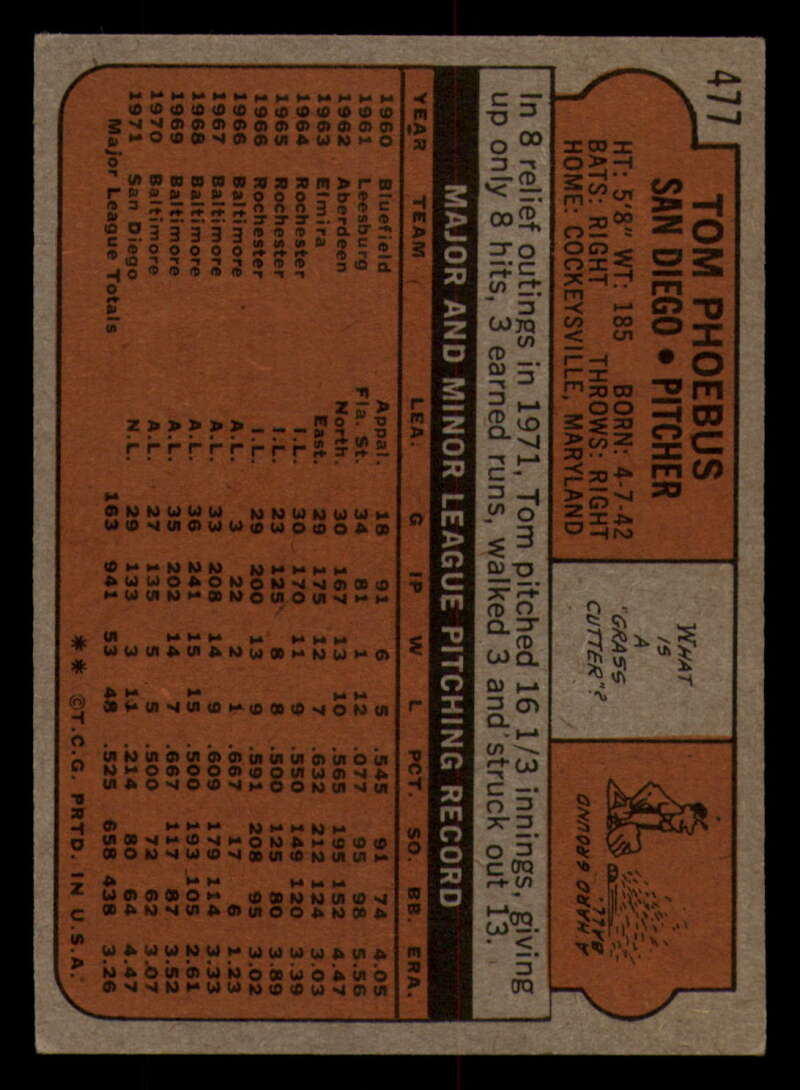 477
TOM PHOEBUS
SAN DIEGO • PITCHER
HT: 5'8" WT: 185 BORN: 4-7-42
BATS: RIGHT THROWS: RIGHT
HOME: COCKEYSVILLE, MARYLAND
WHAT
IS
A
"GRASS
CUTTER"?
A HARD GROUND
BALL.
In 8 relief outings in 1971, Tom pitched 16 1/3 innings, giving
up only 8 hits, 3 earned runs, walked 3 and struck out 13.
MAJOR AND MINOR LEAGUE PITCHING RECORD
YEAR TEAM LEA. G IP W L PCT. SO. BB. ERA.
1960 Bluefield Appal. 18 91 6 5 .545 91 74 4.05
1961 Leesburg Fla. St. 34 81 1 12 .077 95 98 5.56
1962 Aberdeen North. 30 167 13 10 .565 195 152 4.47
1963 Elmira East. 29 175 12 7 .632 212 124 3.03
1964 Rochester I.L. 30 170 11 9 .550 149 120 3.39
1965 Rochester I.L. 23 125 8 8 .500 125 80 3.89
1966 Rochester I.L. 29 200 13 9 .591 208 95 3.02
1966 Baltimore A.L. 3 22 2 1 .667 17 6 1.23
1967 Baltimore A.L. 33 208 14 9 .609 179 114 3.33
1968 Baltimore A.L. 36 241 15 15 .500 193 105 2.61
1969 Baltimore A.L. 35 202 14 7 .667 117 87 3.52
1970 Baltimore A.L. 27 135 5 5 .500 72 62 3.07
1971 San Diego N.L. 29 133 3 11 .214 80 64 4.47
Major League Totals 163 941 53 48 .525 658 438 3.26
** ©T.C.G. PRTD. IN U.S.A.